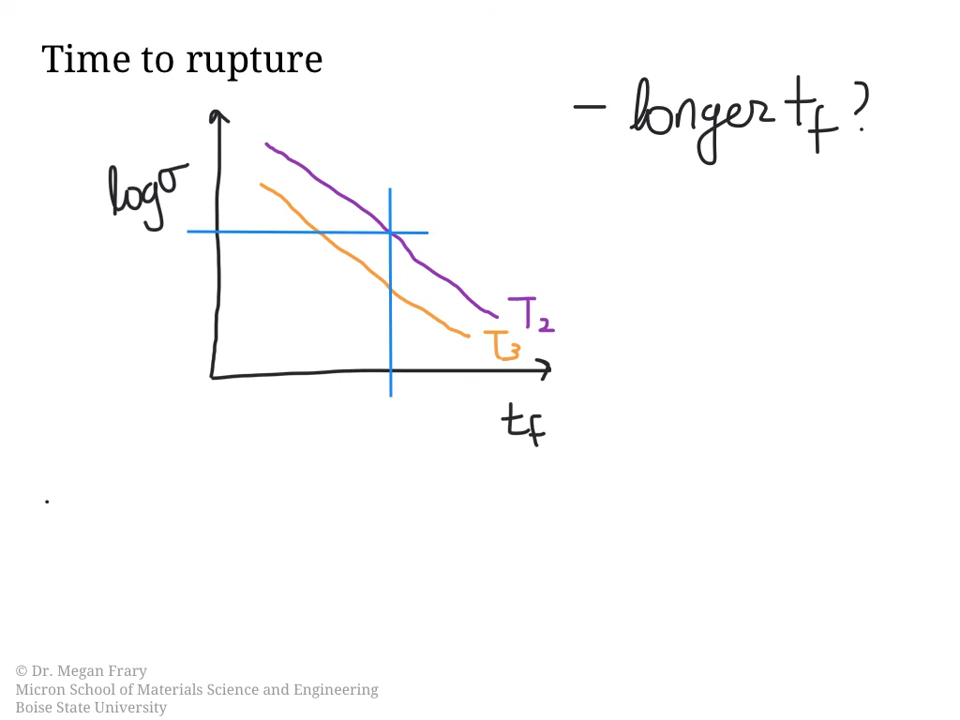 Time to rupture
- longer tf?
logσ
T2
T3
tf
© Dr. Megan Frary
Micron School of Materials Science and Engineering
Boise State University